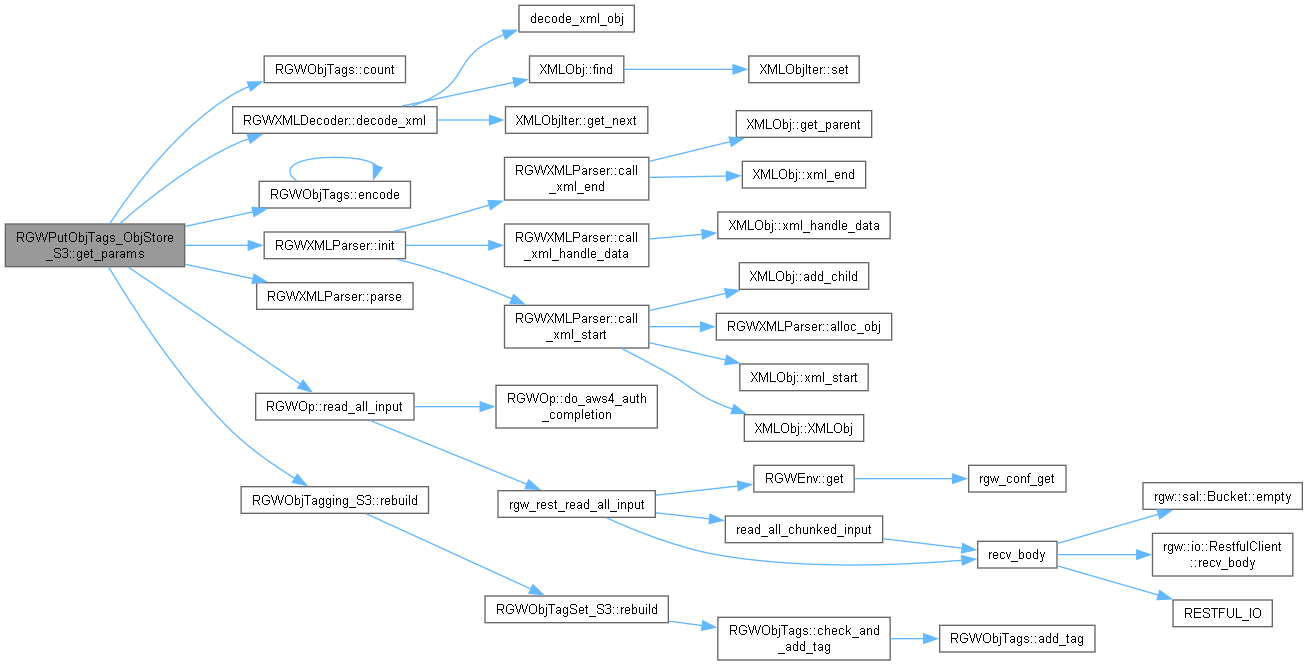 RGWPutObjTags_ObjStore
_S3::get_params
RGWObjTags::count
RGWXMLDecoder::decode_xml
RGWObjTags::encode
RGWXMLParser::init
RGWXMLParser::parse
RGWOp::read_all_input
RGWObjTagging_S3::rebuild
decode_xml_obj
XMLObj::find
XMLObjIter::get_next
RGWXMLParser::call
_xml_end
RGWXMLParser::call
_xml_handle_data
RGWXMLParser::call
_xml_start
RGWOp::do_aws4_auth
_completion
rgw_rest_read_all_input
RGWObjTagSet_S3::rebuild
XMLObjIter::set
XMLObj::get_parent
XMLObj::xml_end
XMLObj::xml_handle_data
XMLObj::add_child
RGWXMLParser::alloc_obj
XMLObj::xml_start
XMLObj::XMLObj
RGWEnv::get
read_all_chunked_input
RGWObjTags::check_and
_add_tag
rgw_conf_get
recv_body
RGWObjTags::add_tag
rgw::sal::Bucket::empty
rgw::io::RestfulClient
::recv_body
RESTFUL_IO